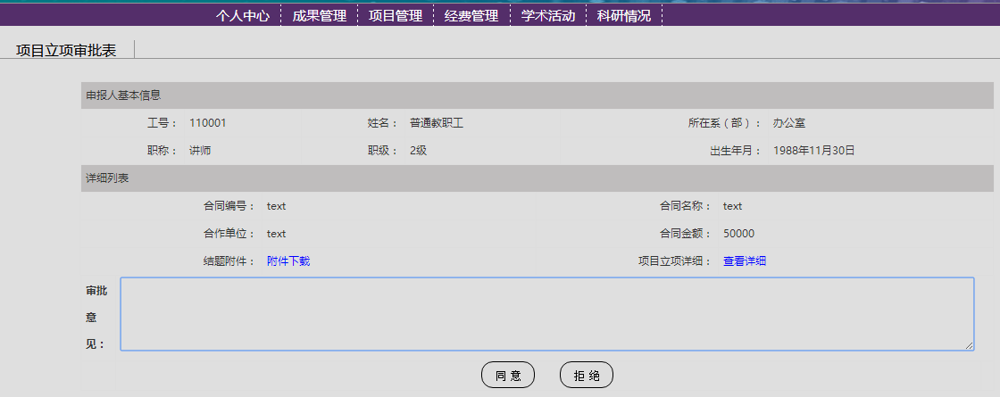 个人中心 成果管理 项目管理 经费管理 学术活动 科研情况
项目立项审批表
申报人基本信息
工号： 110001 姓名： 普通教职工 所在系（部）： 办公室
职称： 讲师 职级： 2级 出生年月： 1988年11月30日
详细列表
合同编号： text 合同名称： text
合作单位： text 合同金额： 50000
结题附件： 附件下载 项目立项详细： 查看详细
审批
意
见：
同 意 拒 绝